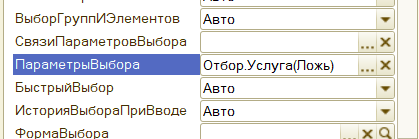 ВыборГруппИЭлементов Авто
СвязиПараметровВыбора ...
ПараметрыВыбора Отбор.Услуга(Ложь) ...
БыстрыйВыбор Авто
ИсторияВыбораПриВводе Авто
ФормаВыбора ...